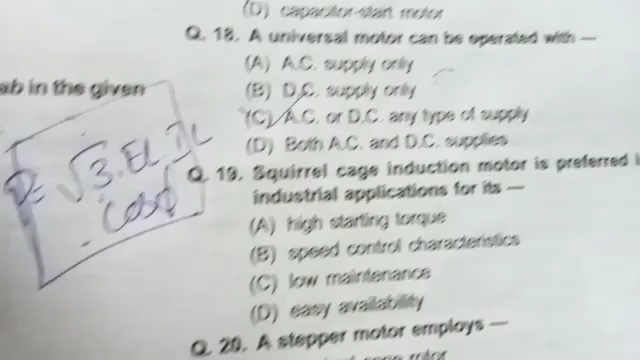 (D) capacitor-start motor
Q. 18. A universal motor can be operated with —
(A) A.C. supply only
(B) D.C. supply only
(C) A.C. or D.C. any type of supply
(D) Both A.C. and D.C. supplies
Q. 19. Squirrel cage induction motor is preferred
industrial applications for its —
(A) high starting torque
(B) speed control characteristics
(C) low maintenance
(D) easy availability
Q. 20. A stepper motor employs —
ab in the given
P= √3. EL. IL
. Cosϕ